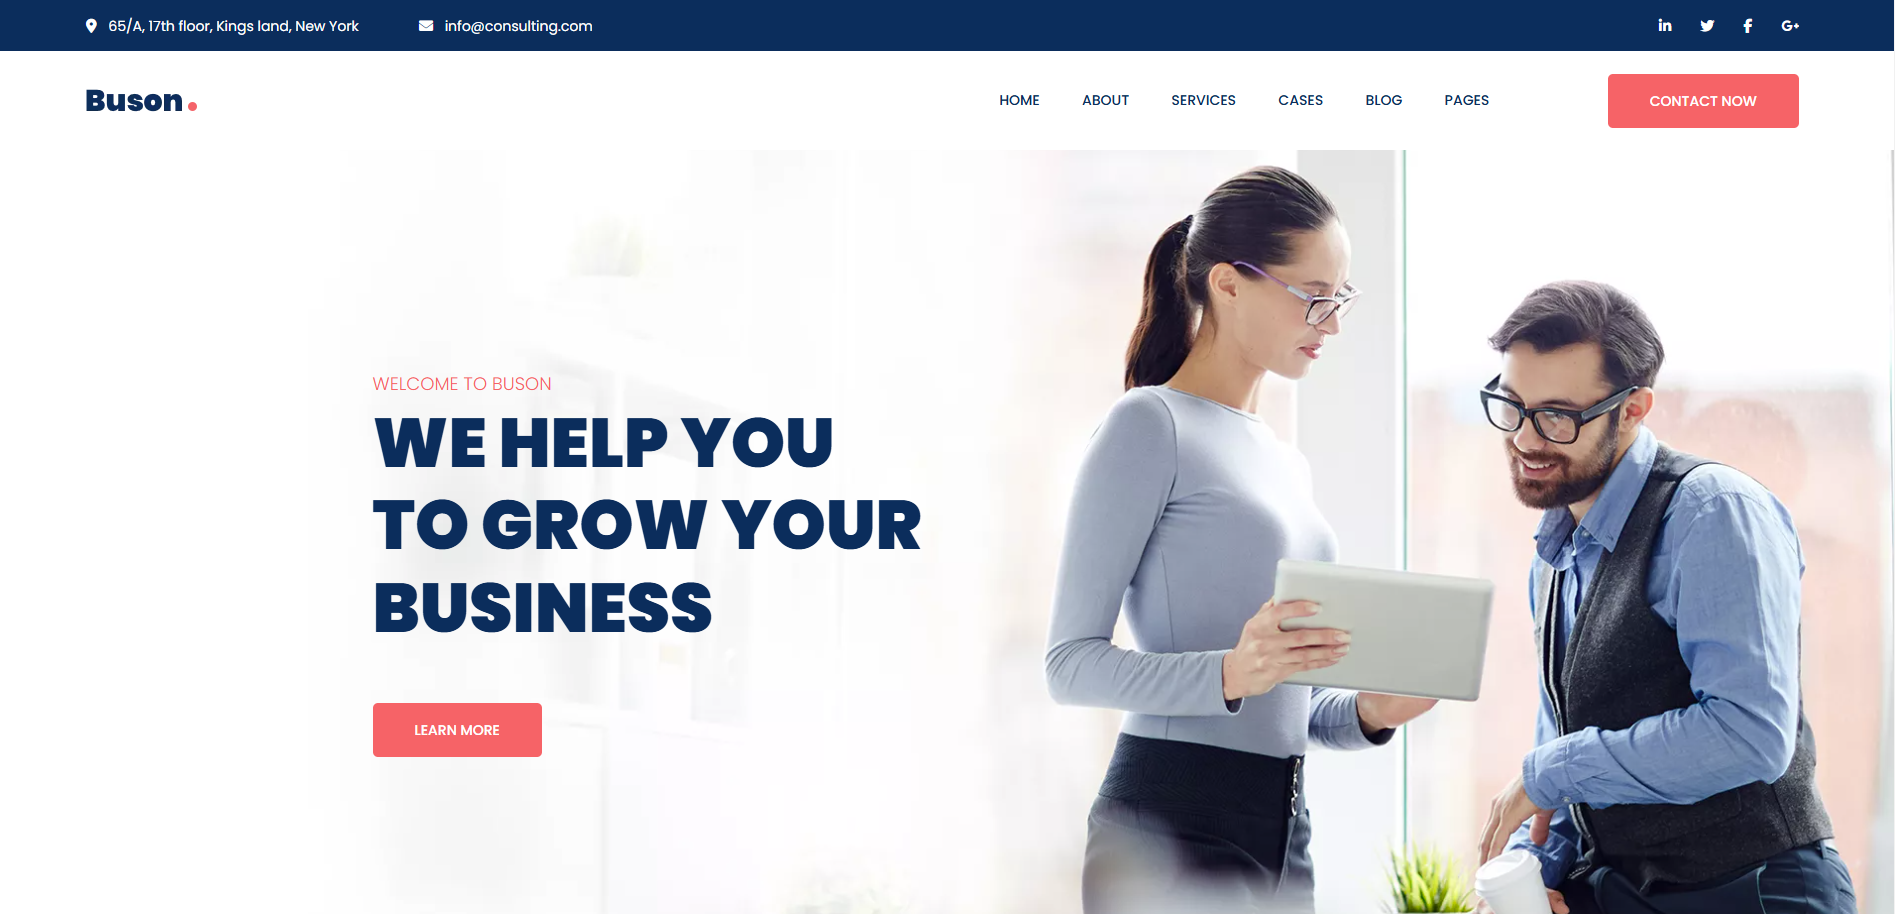 65/A, 17th floor, Kings land, New York
info@consulting.com
Buson.
HOME ABOUT SERVICES CASES BLOG PAGES
CONTACT NOW
WELCOME TO BUSON
WE HELP YOU
TO GROW YOUR
BUSINESS
LEARN MORE